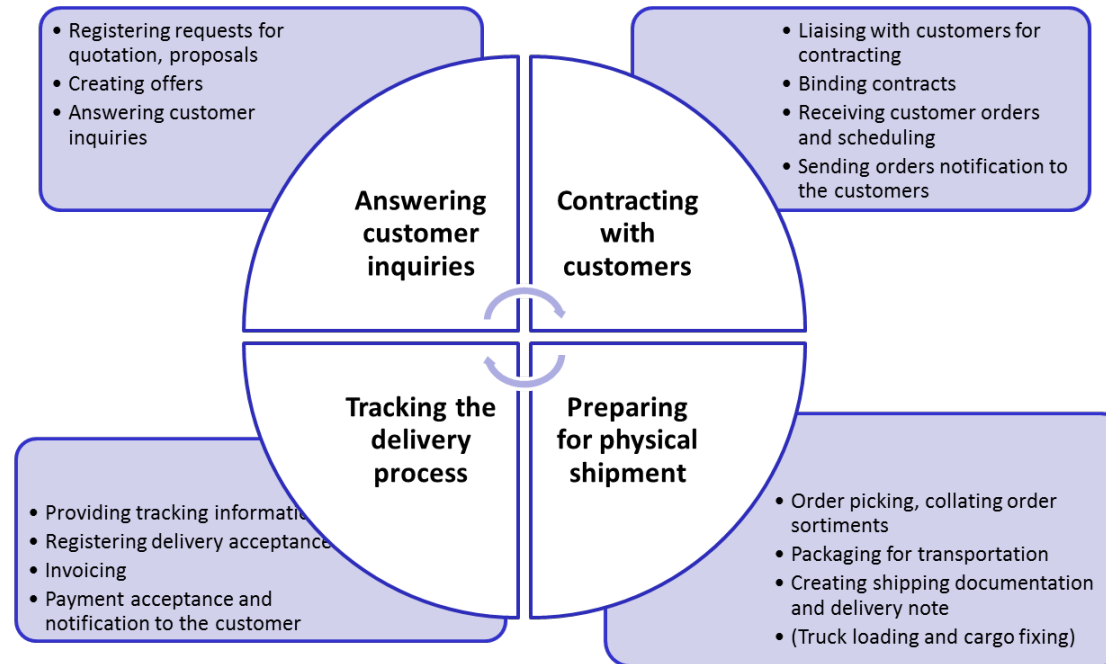 • Registering requests for
quotation, proposals
• Creating offers
• Answering customer
inquiries
• Liaising with customers for
contracting
• Binding contracts
• Receiving customer orders
and scheduling
• Sending orders notification to
the customers
Answering
customer
inquiries
Contracting
with
customers
Tracking the
delivery
process
Preparing
for physical
shipment
• Providing tracking informatic
• Registering delivery acceptance
• Invoicing
• Payment acceptance and
notification to the customer
• Order picking, collating order
sortiments
• Packaging for transportation
• Creating shipping documentation
and delivery note
• (Truck loading and cargo fixing)